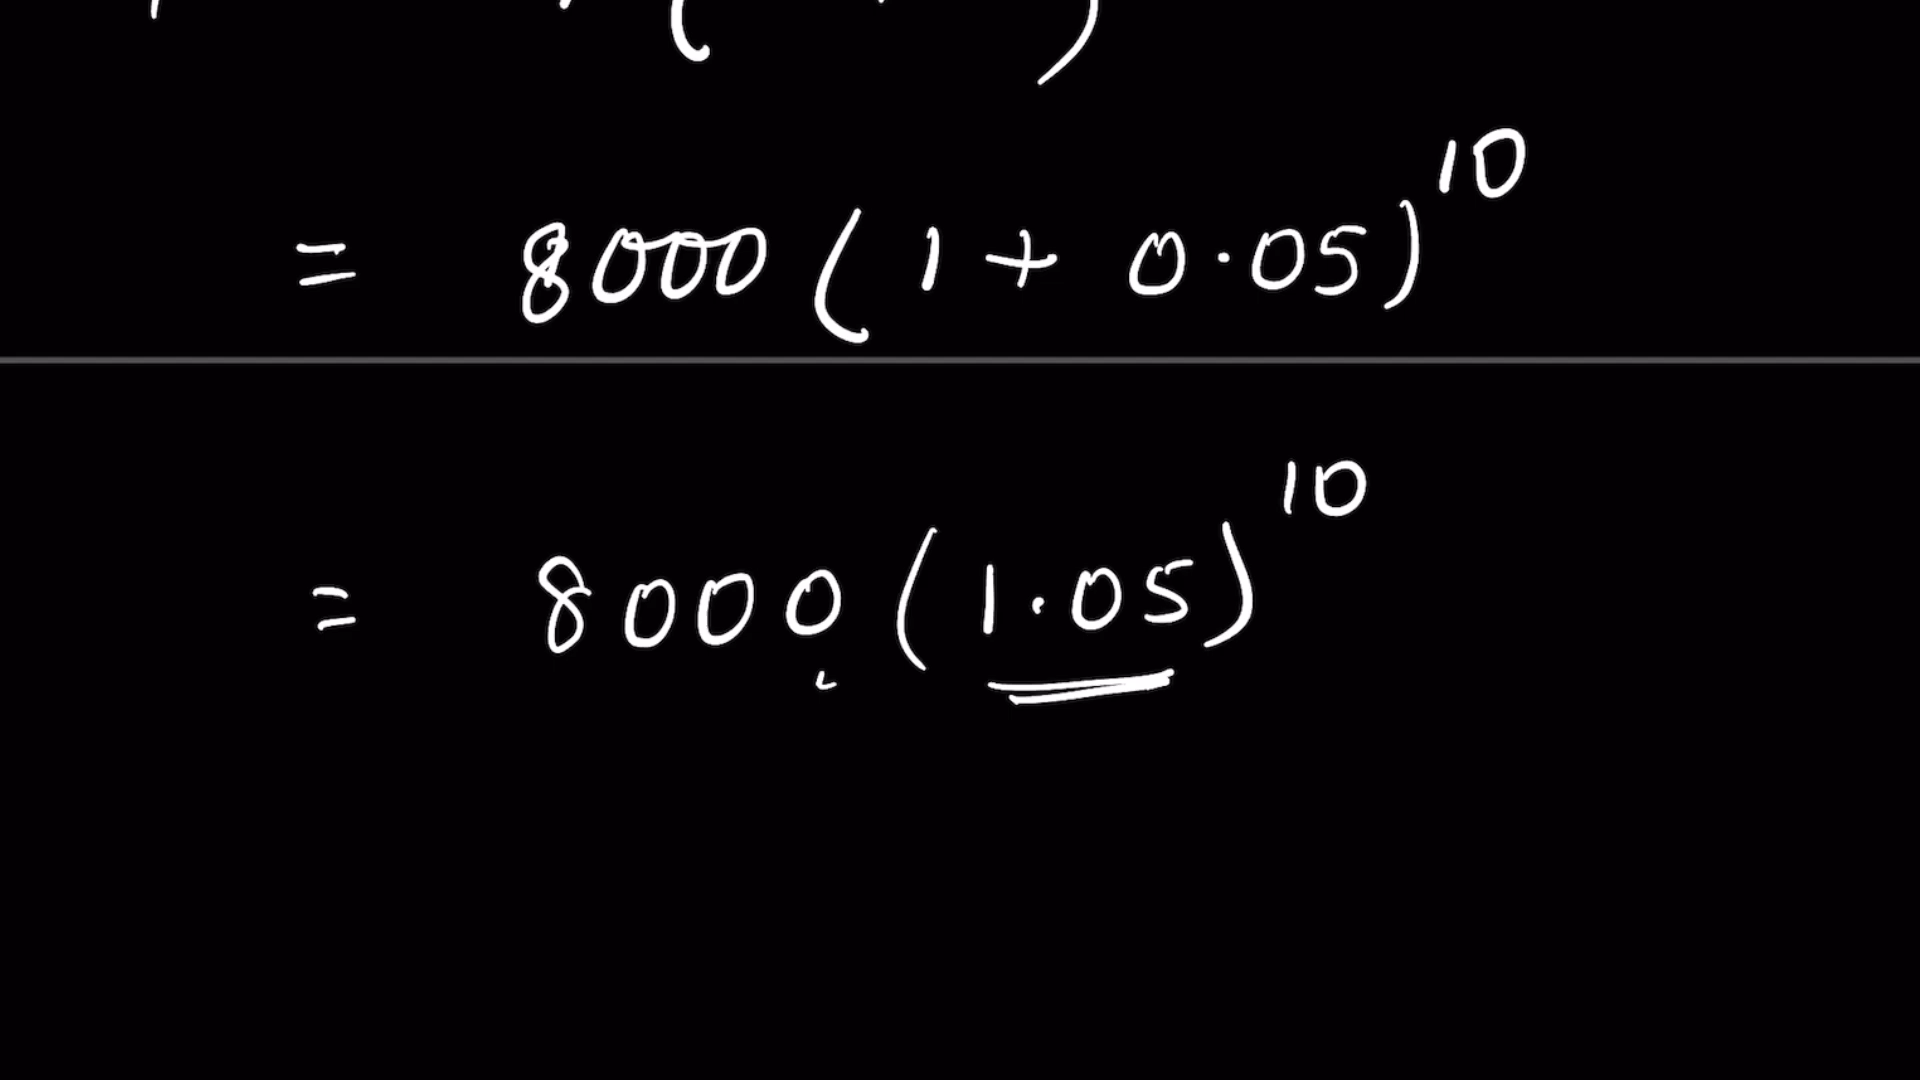 = 8000 ( 1 + 0.05)^10
= 8000 (1.05)^10